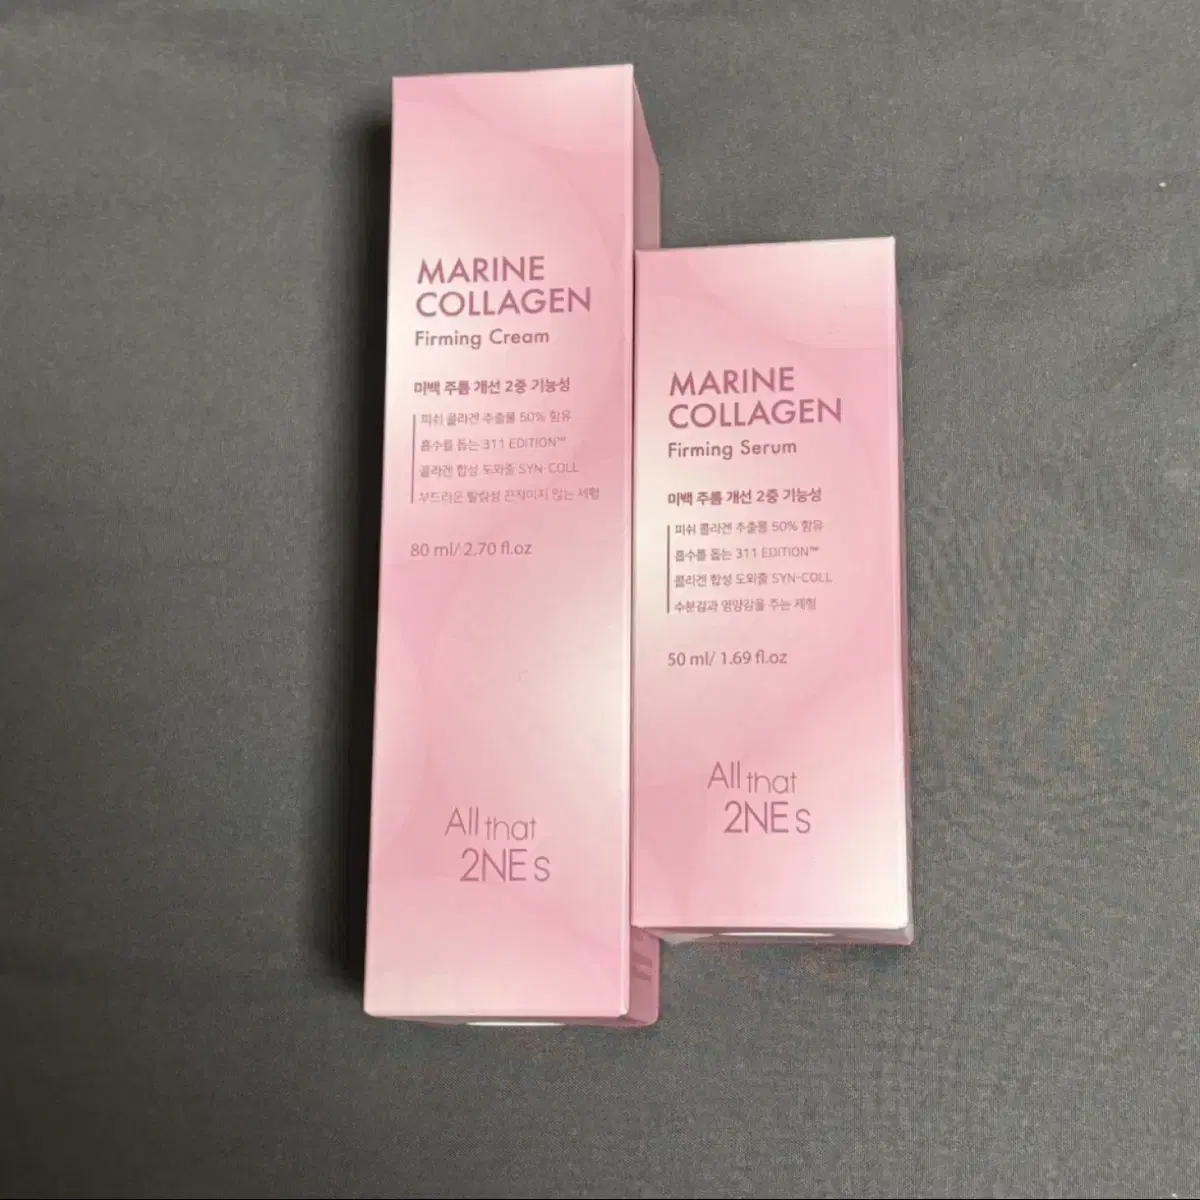 MARINE
COLLAGEN
Firming Cream
미백 주름 개선 2중 기능성
피쉬 콜라겐 추출물 50% 함유
흡수를 돕는 311 EDITION™
콜라겐 합성 도와줄 SYN-COLL
부드러운 발림성 끈적이지 않는 제형
80 ml/ 2.70 fl.oz
All that
2NE s
MARINE
COLLAGEN
Firming Serum
미백 주름 개선 2중 기능성
피쉬 콜라겐 추출물 50% 함유
흡수를 돕는 311 EDITION™
콜라겐 합성 도와줄 SYN-COLL
수분감과 영양감을 주는 제형
50 ml/ 1.69 fl.oz
All that
2NE s